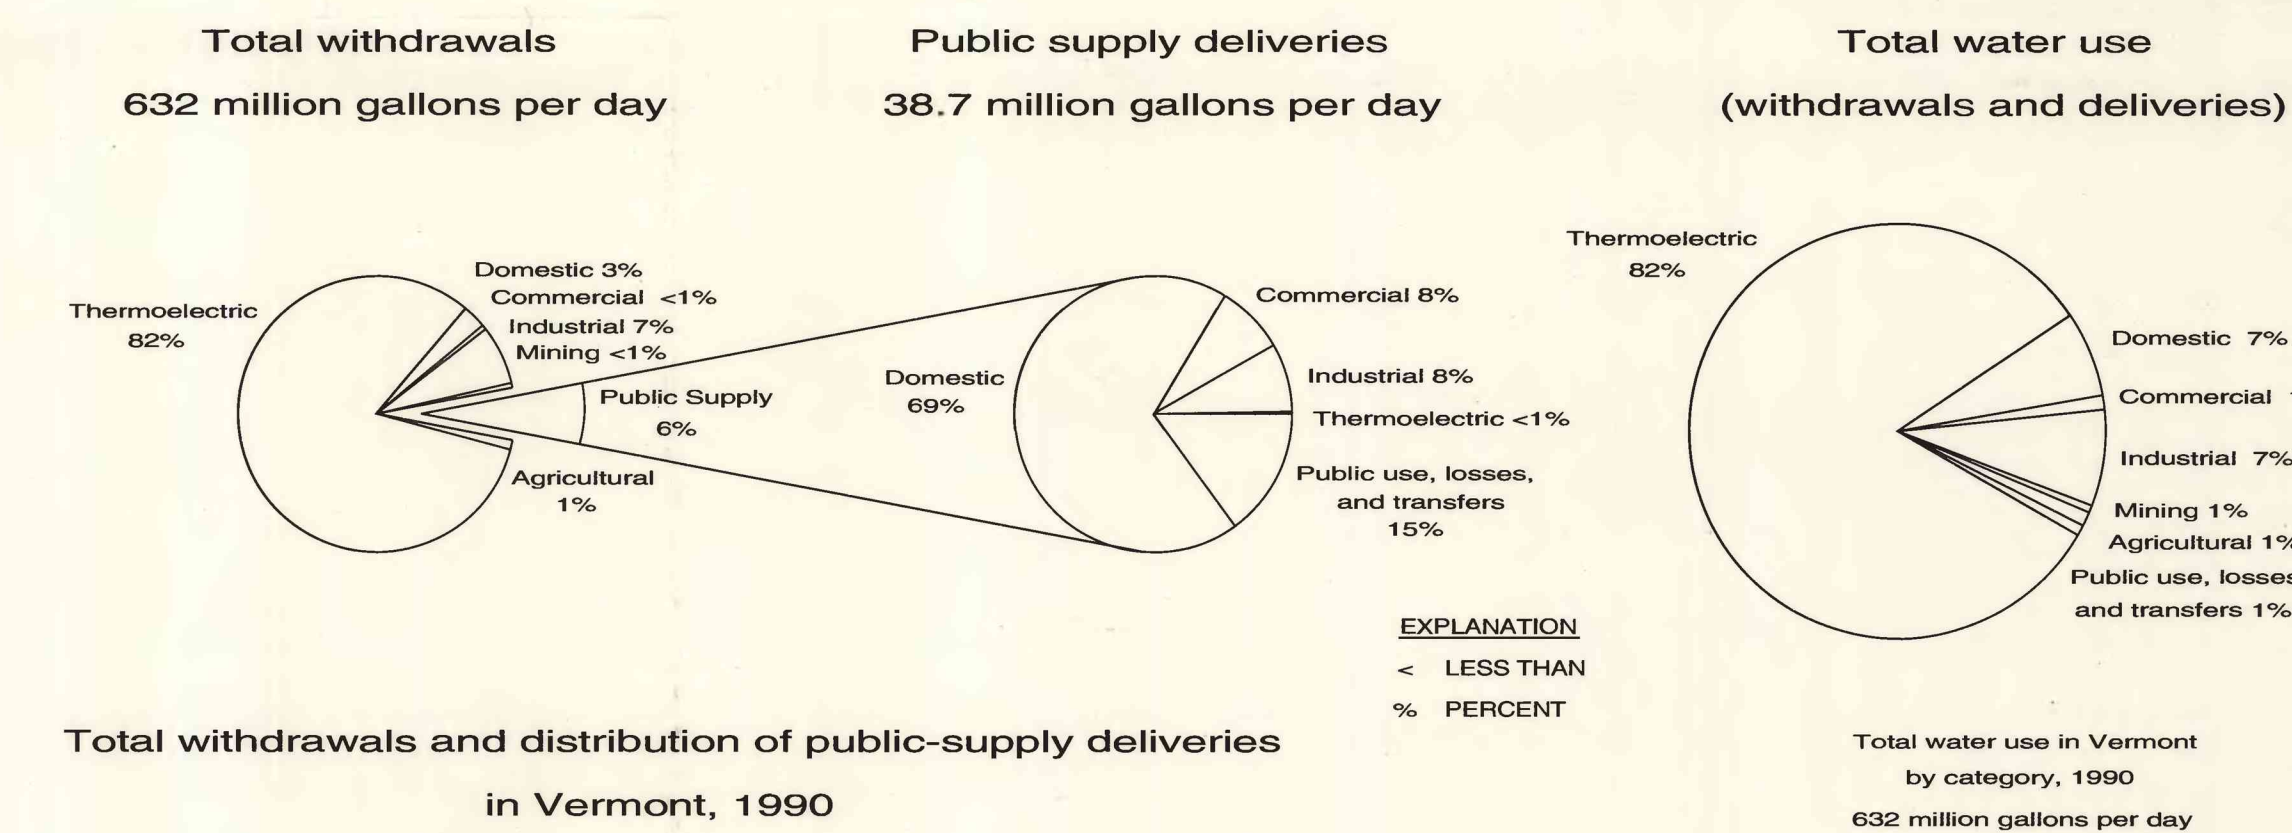 Total withdrawals
632 million gallons per day
Thermoelectric
82%
Domestic 3%
Commercial <1%
Industrial 7%
Mining <1%
Public Supply
6%
Agricultural
1%
Public supply deliveries
38.7 million gallons per day
Domestic
69%
Commercial 8%
Industrial 8%
Thermoelectric <1%
Public use, losses,
and transfers
15%
EXPLANATION
< LESS THAN
% PERCENT
Total withdrawals and distribution of public-supply deliveries
in Vermont, 1990
Total water use
(withdrawals and deliveries)
Thermoelectric
82%
Domestic 7%
Commercial
Industrial 7%
Mining 1%
Agricultural 1%
Public use, losses
and transfers 1%
Total water use in Vermont
by category, 1990
632 million gallons per day